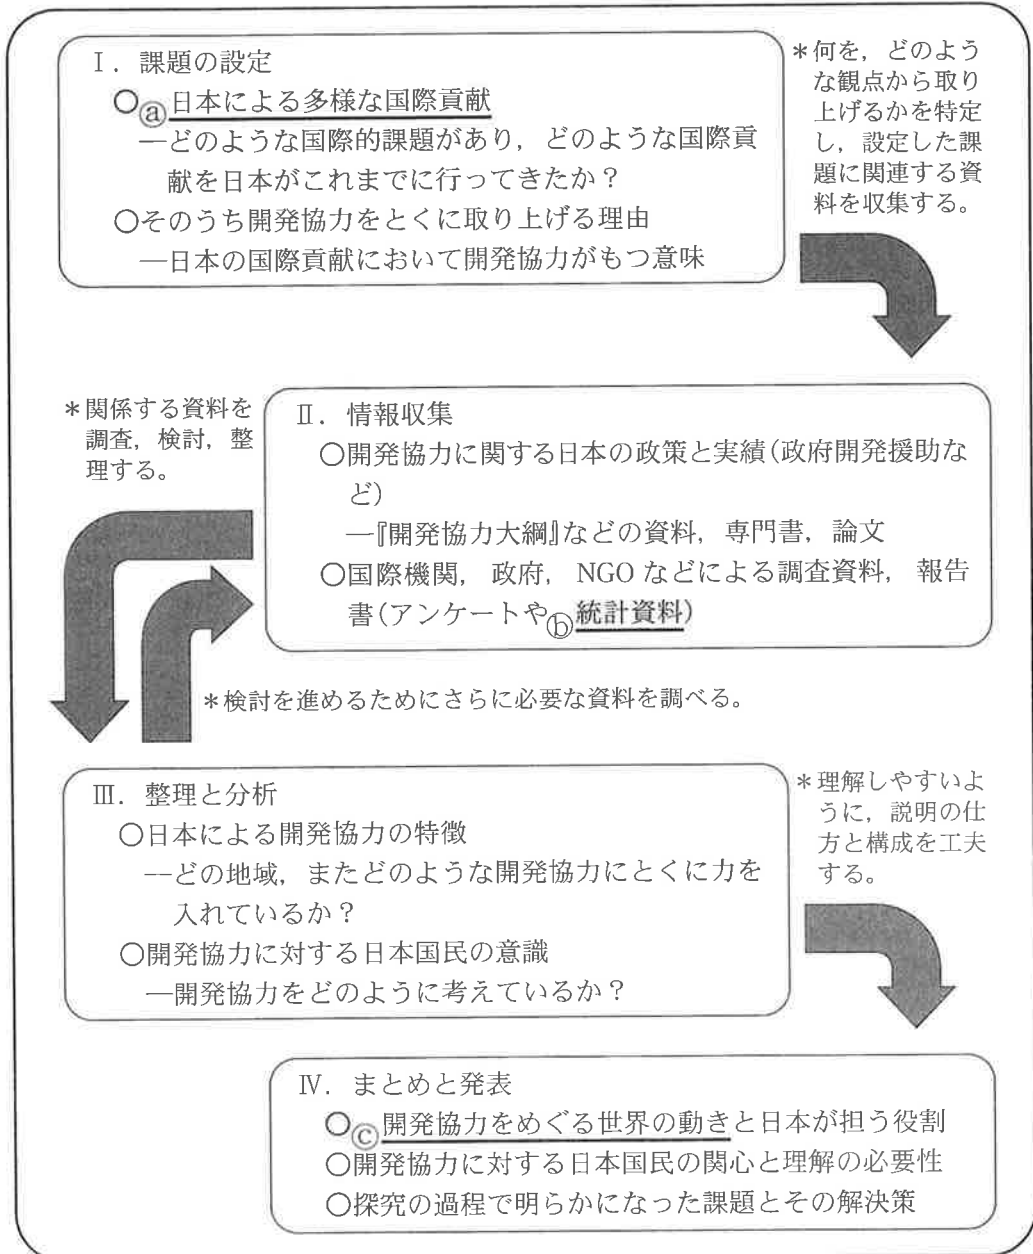 Ⅰ．課題の設定
○ⓐ日本による多様な国際貢献
―どのような国際的課題があり，どのような国際貢
献を日本がこれまでに行ってきたか？
○そのうち開発協力をとくに取り上げる理由
―日本の国際貢献において開発協力がもつ意味
＊何を，どのよう
な観点から取り
上げるかを特定
し，設定した課
題に関連する資
料を収集する。
＊関係する資料を
調査，検討，整
理する。
Ⅱ．情報収集
○開発協力に関する日本の政策と実績(政府開発援助な
ど)
―『開発協力大綱』などの資料，専門書，論文
○国際機関，政府，NGO などによる調査資料，報告
書(アンケートやⓑ統計資料)
＊検討を進めるためにさらに必要な資料を調べる。
Ⅲ．整理と分析
○日本による開発協力の特徴
--どの地域，またどのような開発協力にとくに力を
入れているか？
○開発協力に対する日本国民の意識
―開発協力をどのように考えているか？
＊理解しやすいよ
うに，説明の仕
方と構成を工夫
する。
Ⅳ．まとめと発表
○ⓒ開発協力をめぐる世界の動きと日本が担う役割
○開発協力に対する日本国民の関心と理解の必要性
○探究の過程で明らかになった課題とその解決策